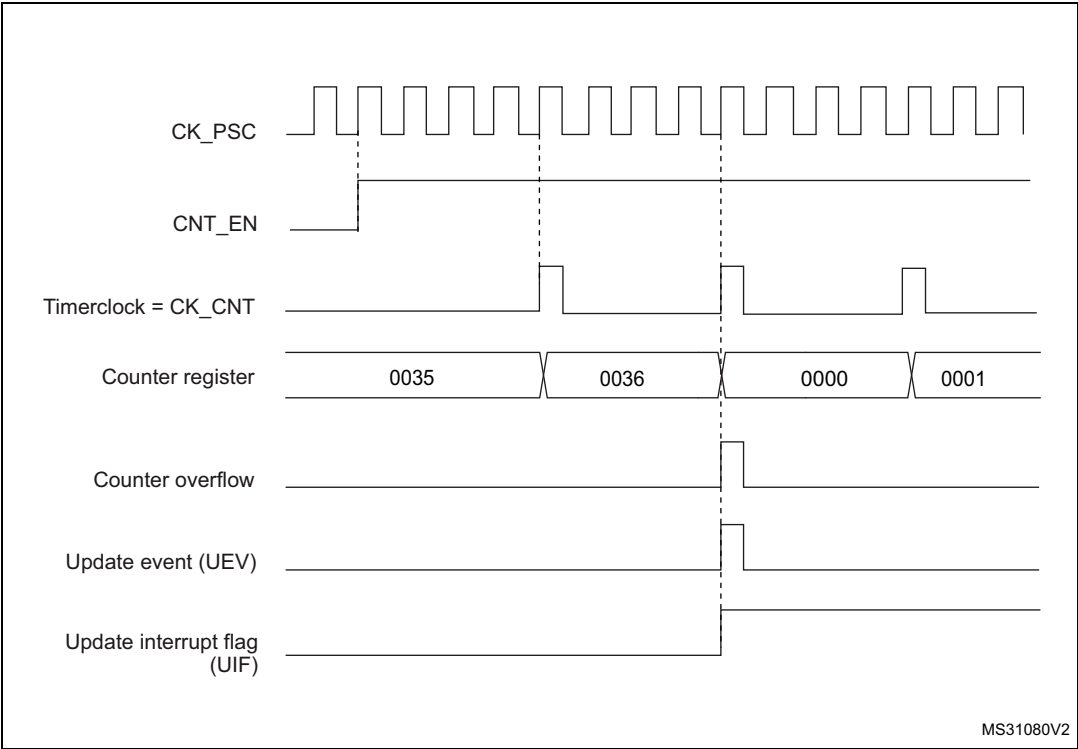 CK_PSC
CNT_EN
Timerclock = CK_CNT
Counter register 0035 0036 0000 0001
Counter overflow
Update event (UEV)
Update interrupt flag
(UIF)
MS31080V2